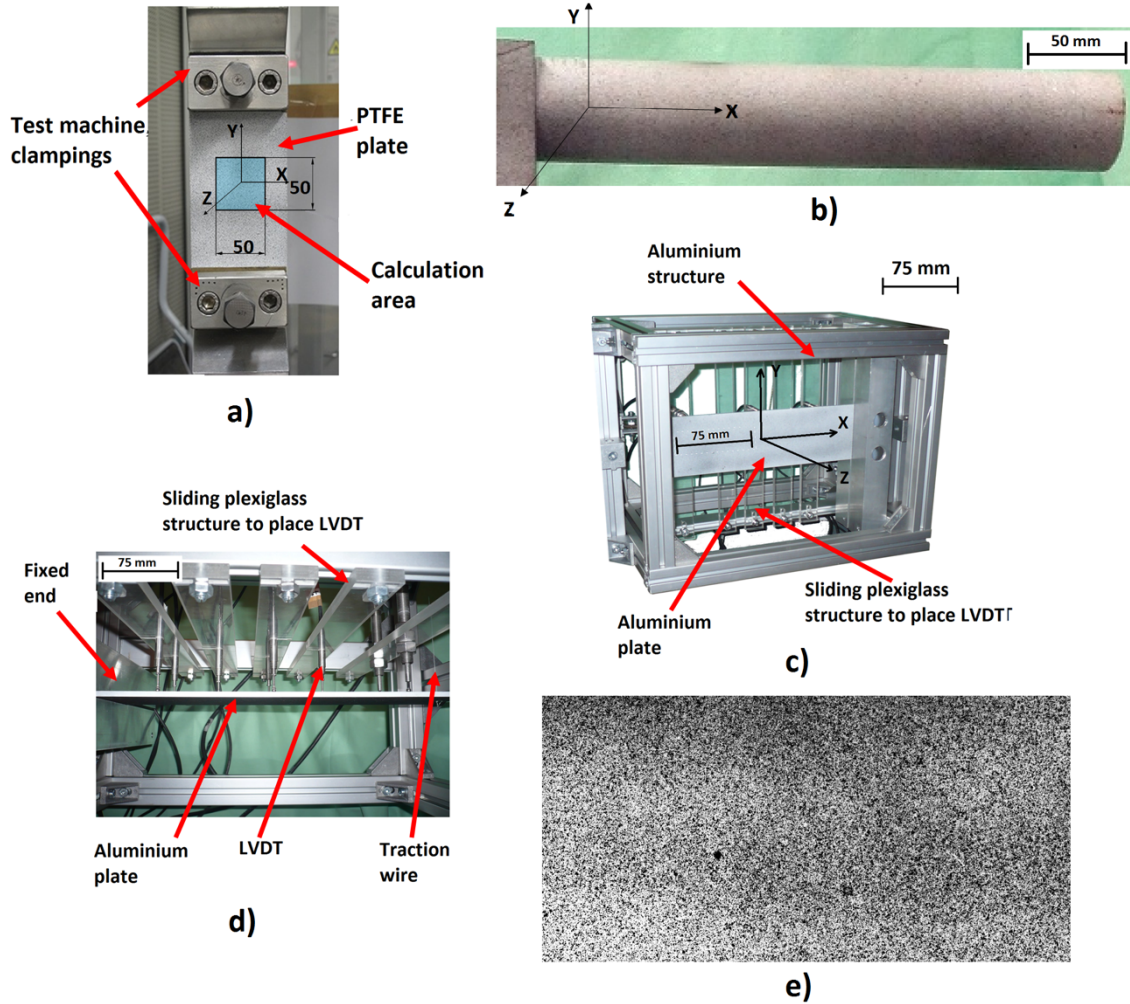 Test machine
clampings
Y
X
Z
50
50
PTFE
plate
Calculation
area
a)
Y
X
Z
50 mm
b)
Aluminium
structure
75 mm
Y
X
Z
75 mm
Aluminium
plate
Sliding plexiglass
structure to place LVDT
c)
Sliding plexiglass
structure to place LVDT
75 mm
Fixed
end
Aluminium
plate
LVDT
Traction
wire
d)
e)